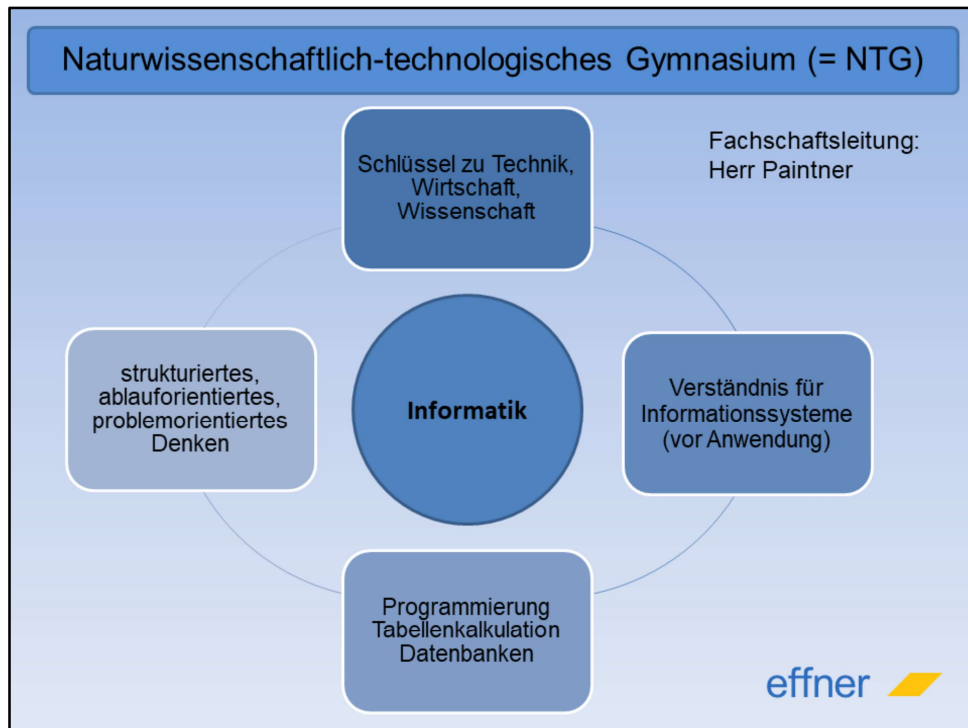 Naturwissenschaftlich-technologisches Gymnasium (= NTG)
Fachschaftsleitung:
Herr Paintner
Schlüssel zu Technik,
Wirtschaft,
Wissenschaft
strukturiertes,
ablauforientiertes,
problemorientiertes
Denken
Informatik
Verständnis für
Informationssysteme
(vor Anwendung)
Programmierung
Tabellenkalkulation
Datenbanken
effner